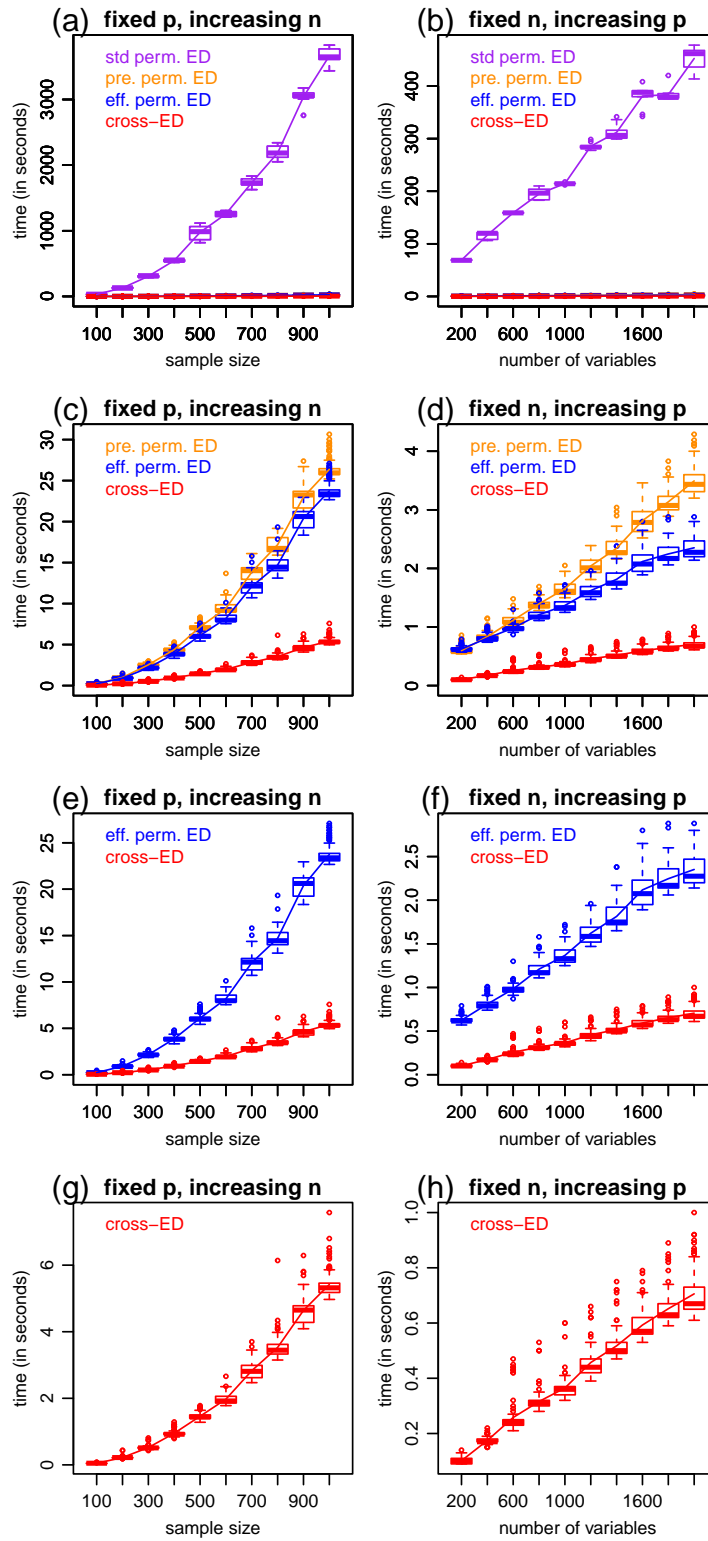 (a) fixed p, increasing n
std perm. ED
pre. perm. ED
eff. perm. ED
cross−ED
time (in seconds)
0 1000 2000 3000
100 300 500 700 900
sample size
(b) fixed n, increasing p
std perm. ED
pre. perm. ED
eff. perm. ED
cross−ED
time (in seconds)
0 100 200 300 400
200 600 1000 1600
number of variables
(c) fixed p, increasing n
pre. perm. ED
eff. perm. ED
cross−ED
time (in seconds)
0 5 10 15 20 25 30
100 300 500 700 900
sample size
(d) fixed n, increasing p
pre. perm. ED
eff. perm. ED
cross−ED
time (in seconds)
0 1 2 3 4
200 600 1000 1600
number of variables
(e) fixed p, increasing n
eff. perm. ED
cross−ED
time (in seconds)
0 5 10 15 20 25
100 300 500 700 900
sample size
(f) fixed n, increasing p
eff. perm. ED
cross−ED
time (in seconds)
0.0 0.5 1.0 1.5 2.0 2.5
200 600 1000 1600
number of variables
(g) fixed p, increasing n
cross−ED
time (in seconds)
0 2 4 6
100 300 500 700 900
sample size
(h) fixed n, increasing p
cross−ED
time (in seconds)
0.2 0.4 0.6 0.8 1.0
200 600 1000 1600
number of variables